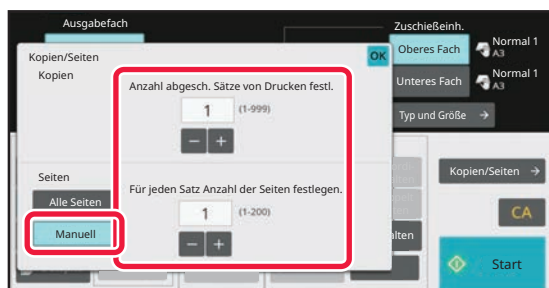 Ausgabefach
Zuschießeinh.
Oberes Fach
Normal 1
A3
Unteres Fach
Normal 1
A3
Typ und Größe
Kopien/Seiten
OK
Kopien
Anzahl abgesch. Sätze von Drucken festl.
1 (1-999)
− +
Seiten
Alle Seiten
Manuell
Für jeden Satz Anzahl der Seiten festlegen.
1 (1-200)
− +
alten
Kopien/Seiten
CA
Start